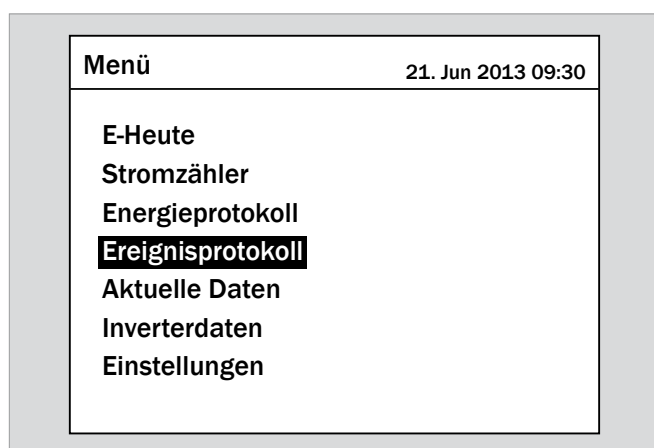 Menü 21. Jun 2013 09:30
E-Heute
Stromzähler
Energieprotokoll
Ereignisprotokoll
Aktuelle Daten
Inverterdaten
Einstellungen